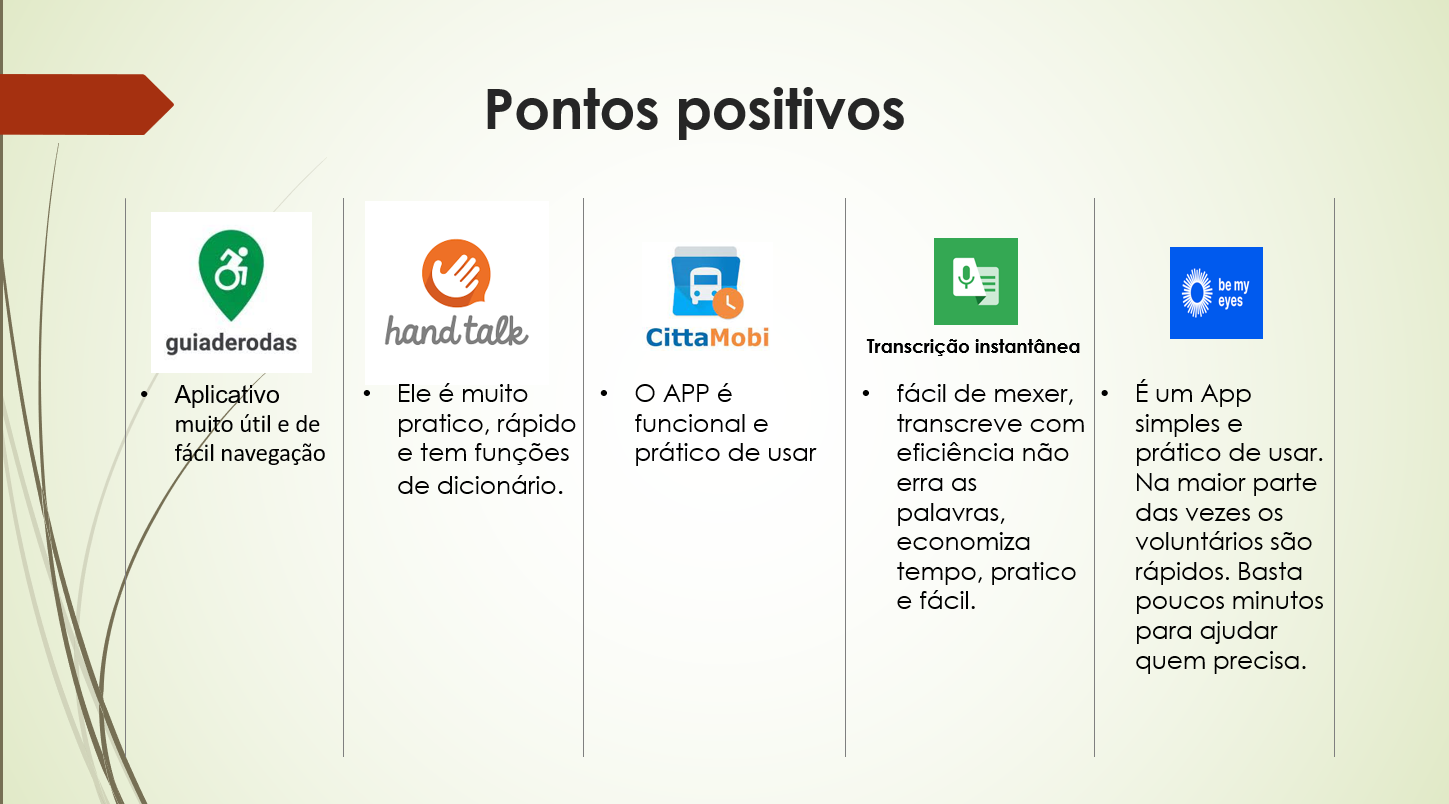 Pontos positivos
guiaderodas
• Aplicativo
muito útil e de
fácil navegação
hand talk
• Ele é muito
pratico, rápido
e tem funções
de dicionário.
CittaMobi
• O APP é
funcional e
prático de usar
Transcrição instantânea
• fácil de mexer,
transcreve com
eficiência não
erra as
palavras,
economiza
tempo, pratico
e fácil.
be my
eyes
• É um App
simples e
prático de usar.
Na maior parte
das vezes os
voluntários são
rápidos. Basta
poucos minutos
para ajudar
quem precisa.